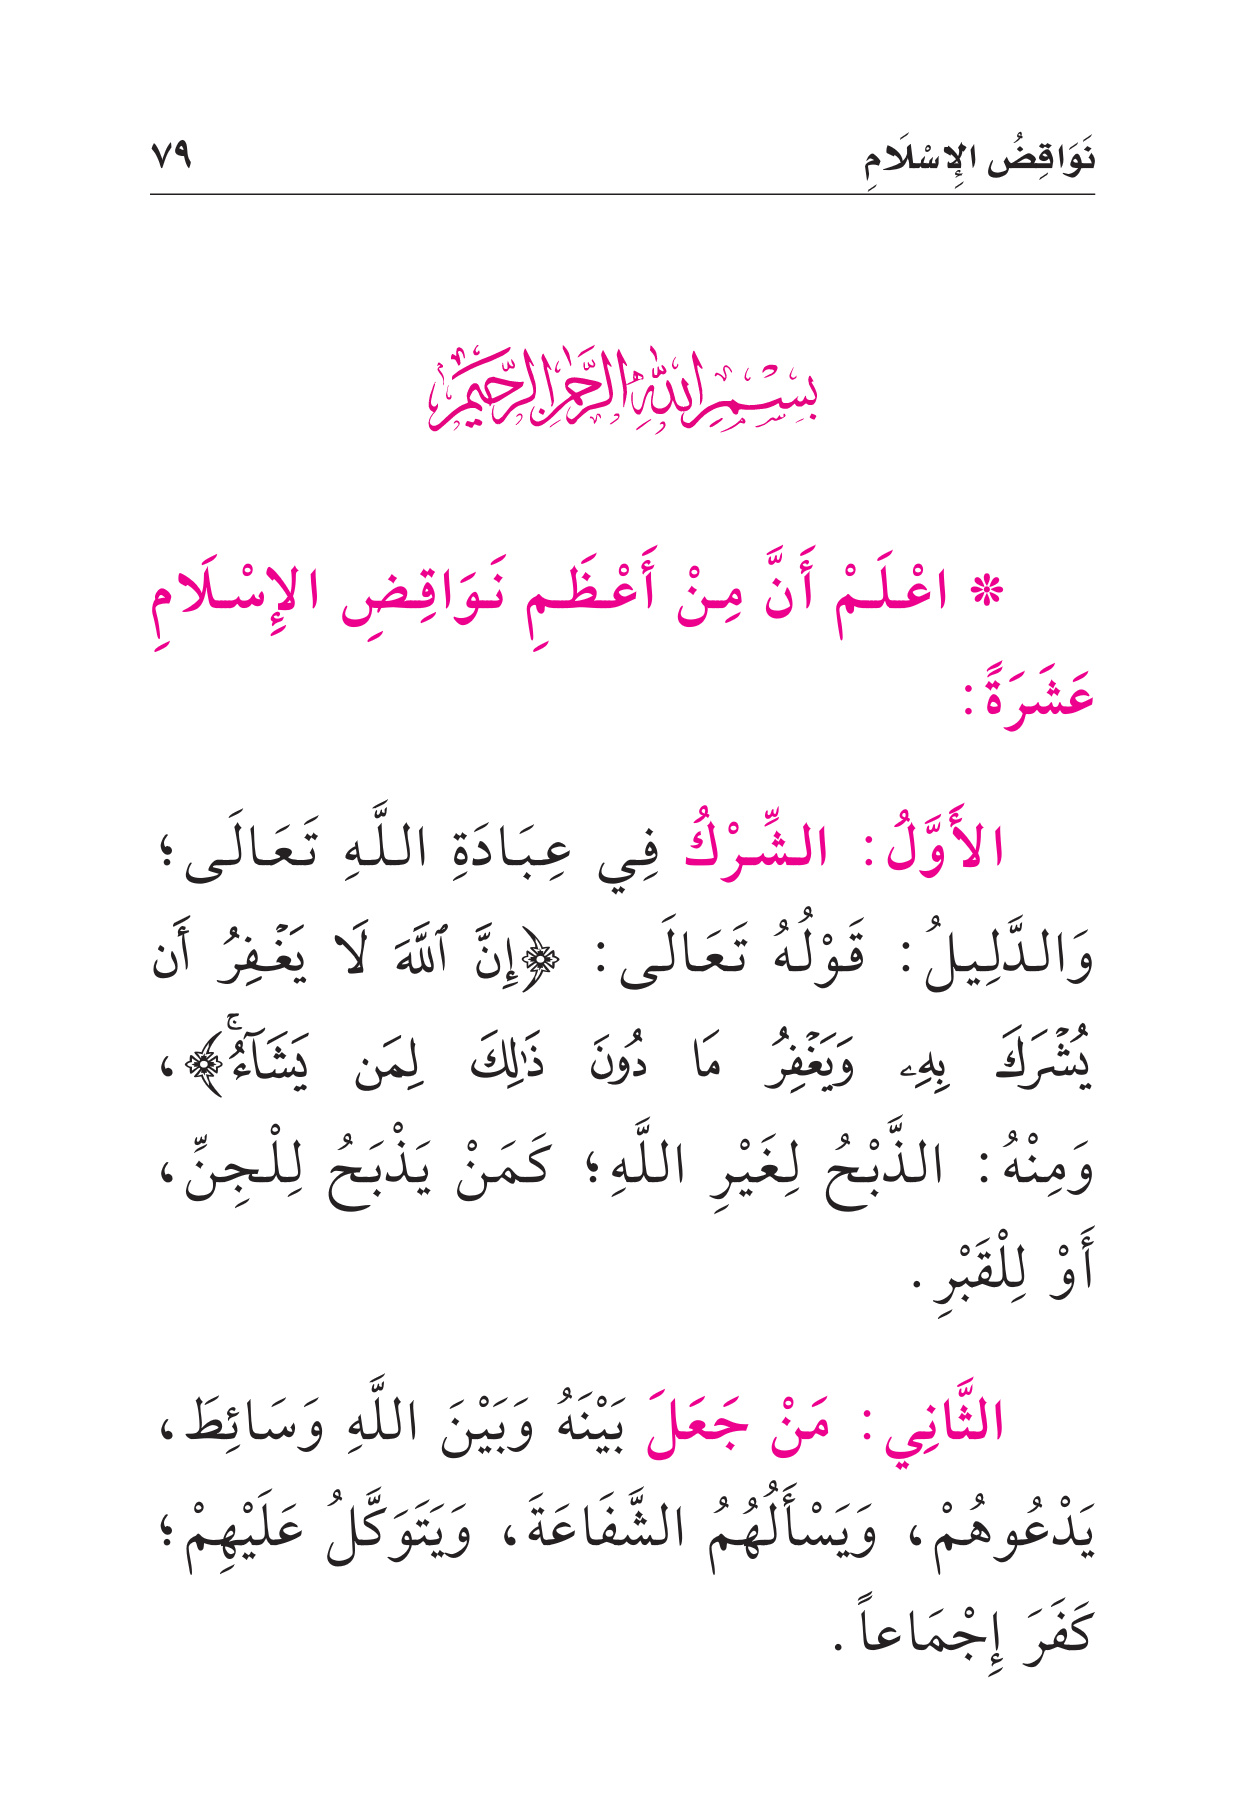 نَوَاقِضُ الإِسْلَامِ ٧٩
بِسْمِ اللَّهِ الرَّحْمَٰنِ الرَّحِيمِ
❊ اعْلَمْ أَنَّ مِنْ أَعْظَمِ نَوَاقِضِ الإِسْلَامِ
عَشَرَةً:
الأَوَّلُ: الشِّرْكُ فِي عِبَادَةِ اللَّهِ تَعَالَى؛
وَالدَّلِيلُ: قَوْلُهُ تَعَالَى: ﴿إِنَّ ٱللَّهَ لَا يَغۡفِرُ أَن
يُشۡرَكَ بِهِۦ وَيَغۡفِرُ مَا دُونَ ذَٰلِكَ لِمَن يَشَآءُۚ﴾،
وَمِنْهُ: الذَّبْحُ لِغَيْرِ اللَّهِ؛ كَمَنْ يَذْبَحُ لِلْجِنِّ،
أَوْ لِلْقَبْرِ.
الثَّانِي: مَنْ جَعَلَ بَيْنَهُ وَبَيْنَ اللَّهِ وَسَائِطَ،
يَدْعُوهُمْ، وَيَسْأَلُهُمُ الشَّفَاعَةَ، وَيَتَوَكَّلُ عَلَيْهِمْ؛
كَفَرَ إِجْمَاعاً.